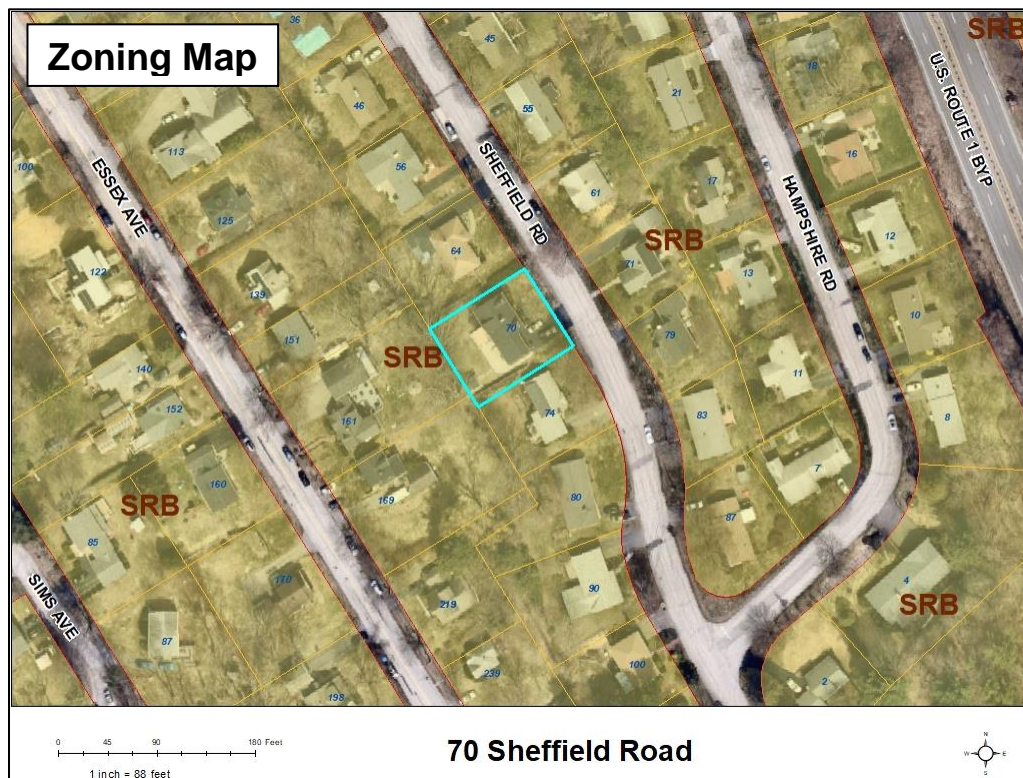 Zoning Map
36
45
SRB
18
46
55
21
U.S. ROUTE 1 BYP
113
100
56
SHEFFIELD RD
16
ESSEX AVE
61
17
HAMPSHIRE RD
125
64
SRB
12
122
71
13
139
70
79
10
151
SRB
140
11
152
161
74
83
8
7
160
169
80
SRB
87
85
170
90
4
SIMS AVE
219
SRB
87
100
239
2
198
0 45 90 180 Feet
1 inch = 88 feet
70 Sheffield Road
N
W E
S